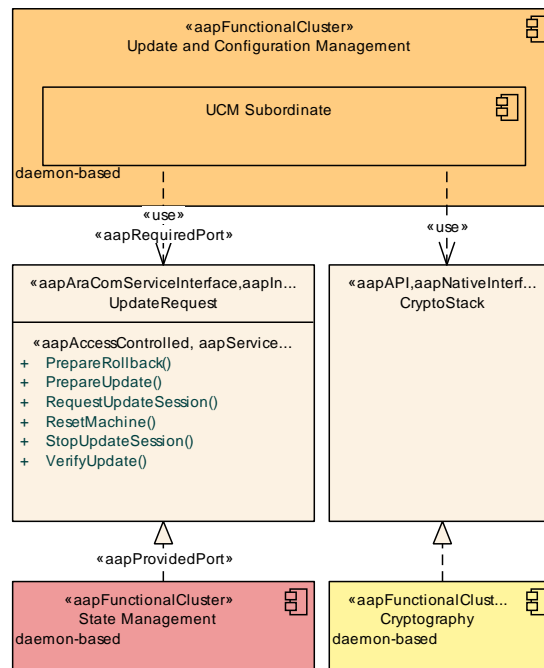 «aapFunctionalCluster»
Update and Configuration Management
UCM Subordinate
daemon-based
«use»
«aapRequiredPort»
«use»
«aapAraComServiceInterface,aapIn...
UpdateRequest
«aapAccessControlled, aapService...
+ PrepareRollback()
+ PrepareUpdate()
+ RequestUpdateSession()
+ ResetMachine()
+ StopUpdateSession()
+ VerifyUpdate()
«aapAPI,aapNativeInterf...
CryptoStack
«aapProvidedPort»
«aapFunctionalCluster»
State Management
daemon-based
«aapFunctionalClust...
Cryptography
daemon-based